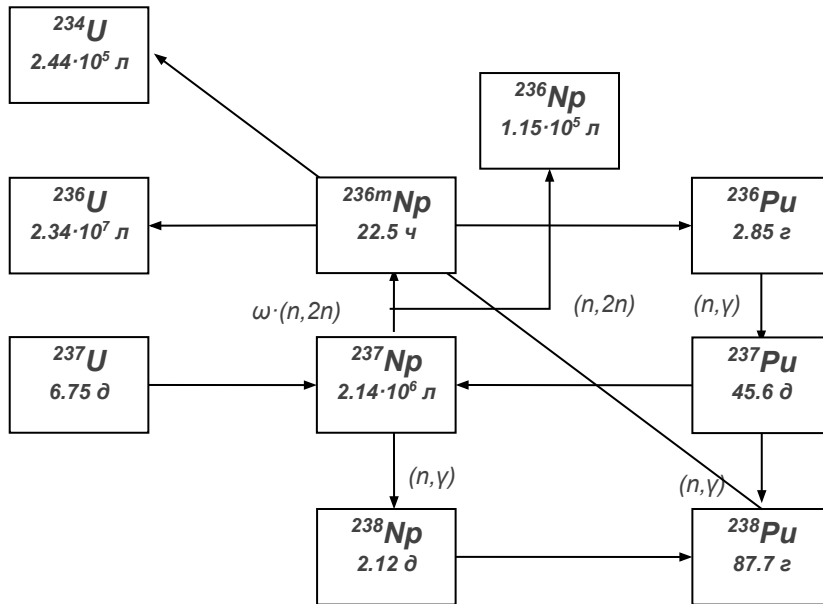 ²³⁴U
2.44·10⁵ л
²³⁶Np
1.15·10⁵ л
²³⁶U
2.34·10⁷ л
²³⁶ᵐNp
22.5 ч
²³⁶Pu
2.85 г
ω·(n,2n)
(n,2n)
(n,γ)
²³⁷U
6.75 д
²³⁷Np
2.14·10⁶ л
²³⁷Pu
45.6 д
(n,γ)
(n,γ)
²³⁸Np
2.12 д
²³⁸Pu
87.7 г